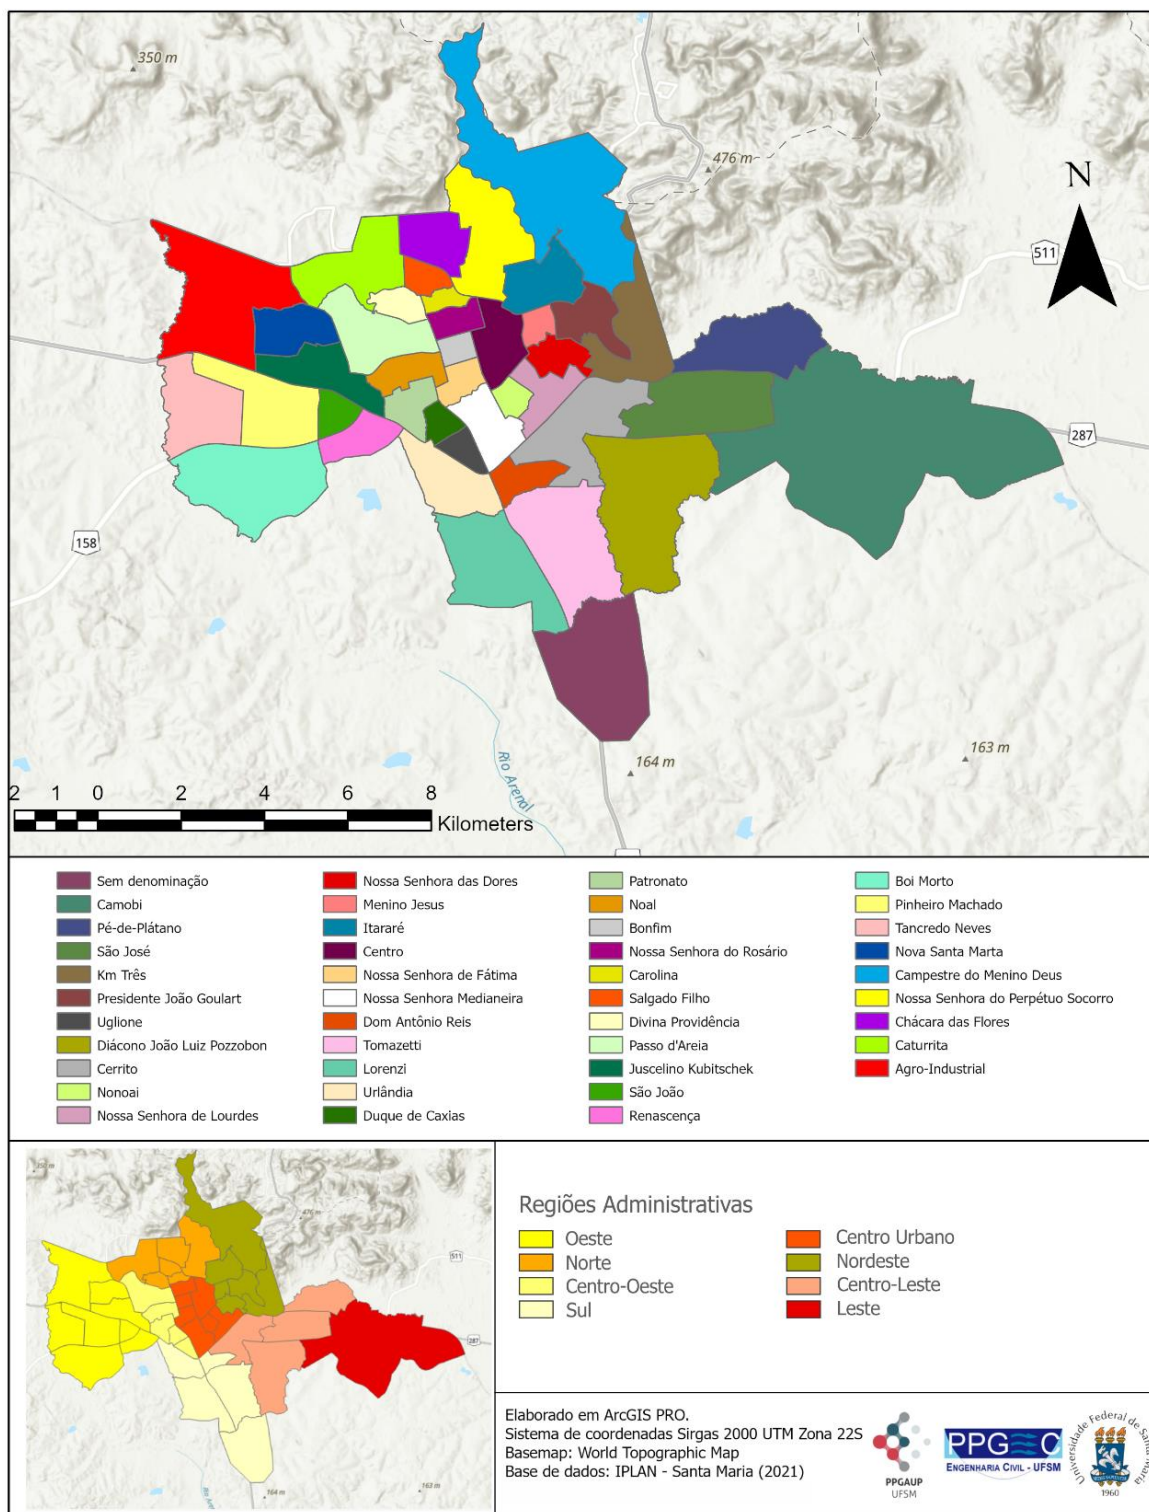 350 m
476 m
N
511
287
158
Rio Arenal
164 m
163 m
2 1 0 2 4 6 8
Kilometers
Sem denominação
Camobi
Pé-de-Plátano
São José
Km Três
Presidente João Goulart
Uglione
Diácono João Luiz Pozzobon
Cerrito
Nonoai
Nossa Senhora de Lourdes
Nossa Senhora das Dores
Menino Jesus
Itararé
Centro
Nossa Senhora de Fátima
Nossa Senhora Medianeira
Dom Antônio Reis
Tomazetti
Lorenzi
Urlândia
Duque de Caxias
Patronato
Noal
Bonfim
Nossa Senhora do Rosário
Carolina
Salgado Filho
Divina Providência
Passo d'Areia
Juscelino Kubitschek
São João
Renascença
Boi Morto
Pinheiro Machado
Tancredo Neves
Nova Santa Marta
Campestre do Menino Deus
Nossa Senhora do Perpétuo Socorro
Chácara das Flores
Caturrita
Agro-Industrial
350 m
476 m
511
287
164 m
163 m
Regiões Administrativas
Oeste
Norte
Centro-Oeste
Sul
Centro Urbano
Nordeste
Centro-Leste
Leste
Elaborado em ArcGIS PRO.
Sistema de coordenadas Sirgas 2000 UTM Zona 22S
Basemap: World Topographic Map
Base de dados: IPLAN - Santa Maria (2021)
PPGAUP
UFSM
PPGEC
ENGENHARIA CIVIL - UFSM
Universidade Federal de Santa Maria
1960